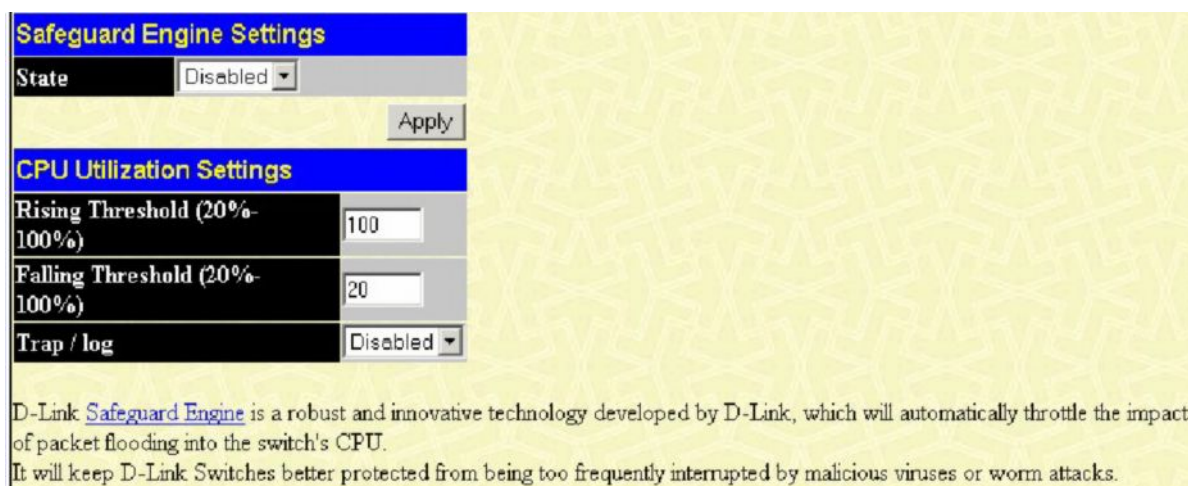 Safeguard Engine Settings
State Disabled
Apply
CPU Utilization Settings
Rising Threshold (20%-
100%) 100
Falling Threshold (20%-
100%) 20
Trap / log Disabled
D-Link Safeguard Engine is a robust and innovative technology developed by D-Link, which will automatically throttle the impact
of packet flooding into the switch's CPU.
It will keep D-Link Switches better protected from being too frequently interrupted by malicious viruses or worm attacks.